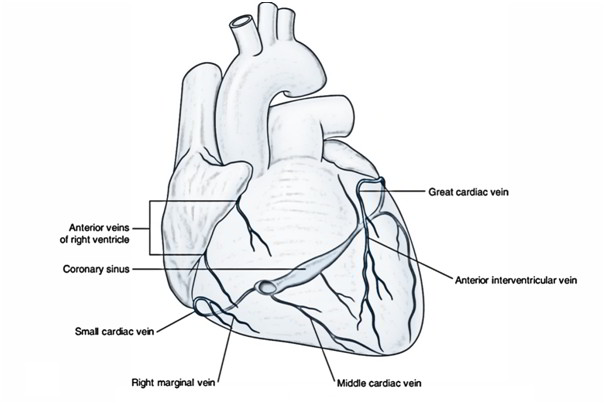 Great cardiac vein
Anterior veins
of right ventricle
Coronary sinus
Anterior interventricular vein
Small cardiac vein
Right marginal vein
Middle cardiac vein